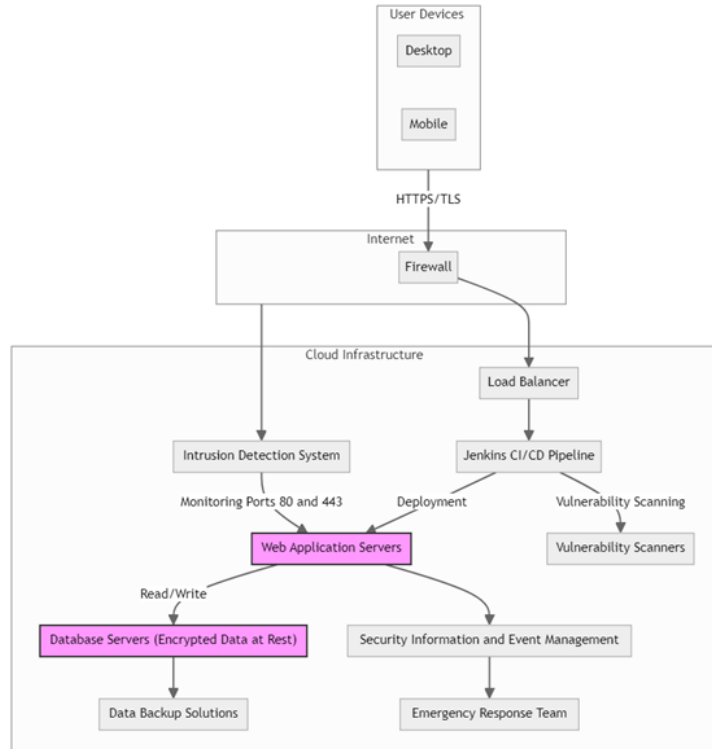 User Devices
Desktop
Mobile
HTTPS/TLS
Internet
Firewall
Cloud Infrastructure
Load Balancer
Intrusion Detection System
Jenkins CI/CD Pipeline
Monitoring Ports 80 and 443
Deployment
Vulnerability Scanning
Web Application Servers
Vulnerability Scanners
Read/Write
Database Servers (Encrypted Data at Rest)
Security Information and Event Management
Data Backup Solutions
Emergency Response Team